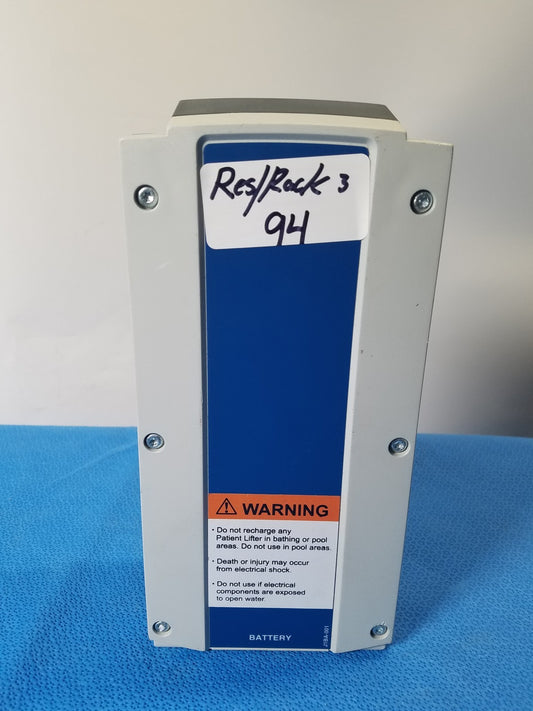 Res/Rock 3
94
⚠ WARNING
· Do not recharge any
Patient Lifter in bathing or pool
areas. Do not use in pool areas.
· Death or injury may occur
from electrical shock.
· Do not use if electrical
components are exposed
to open water.
BATTERY